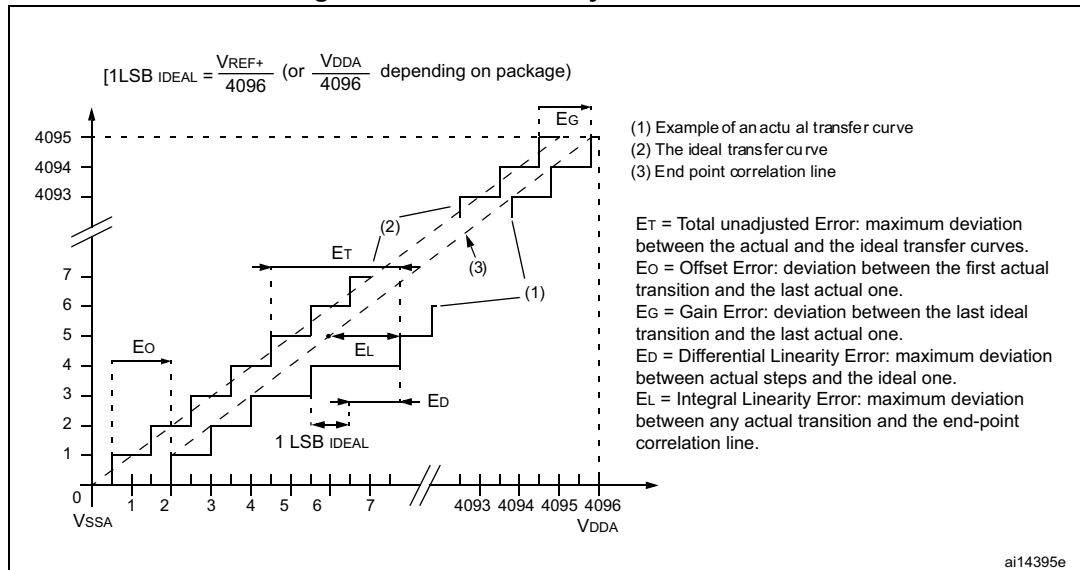 [1LSB IDEAL = VREF+ / 4096 (or VDDA / 4096 depending on package)
EG
4095
4094
4093
(1) Example of an actu al transfer curve
(2) The ideal transfer cu rve
(3) End point correlation line
(2)
ET
(3)
(1)
7
6
5
4
3
2
1
0
EO
EL
ED
1 LSB IDEAL
ET = Total unadjusted Error: maximum deviation
between the actual and the ideal transfer curves.
EO = Offset Error: deviation between the first actual
transition and the last actual one.
EG = Gain Error: deviation between the last ideal
transition and the last actual one.
ED = Differential Linearity Error: maximum deviation
between actual steps and the ideal one.
EL = Integral Linearity Error: maximum deviation
between any actual transition and the end-point
correlation line.
1 2 3 4 5 6 7 4093 4094 4095 4096
VSSA VDDA
ai14395e